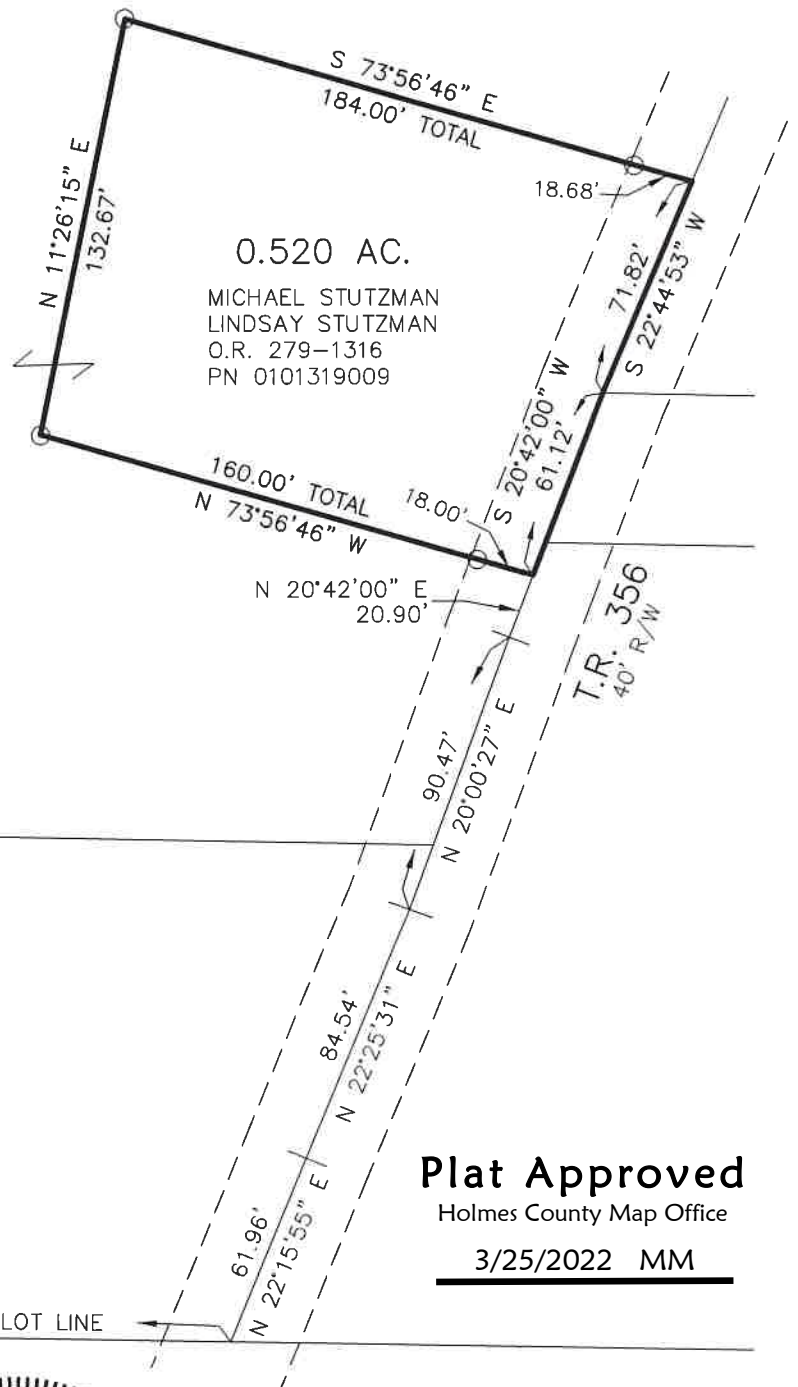 S 73°56'46" E
184.00' TOTAL
18.68'
N 11°26'15" E
132.67'
0.520 AC.
MICHAEL STUTZMAN
LINDSAY STUTZMAN
O.R. 279-1316
PN 0101319009
71.82'
S 22°44'53" W
S 20°42'00" W
61.12'
160.00' TOTAL
N 73°56'46" W
18.00'
N 20°42'00" E
20.90'
T.R. 356
40' R/W
90.47'
N 20°00'27" E
84.54'
N 22°25'31" E
61.96'
N 22°15'55" E
Plat Approved
Holmes County Map Office
3/25/2022 MM
LOT LINE